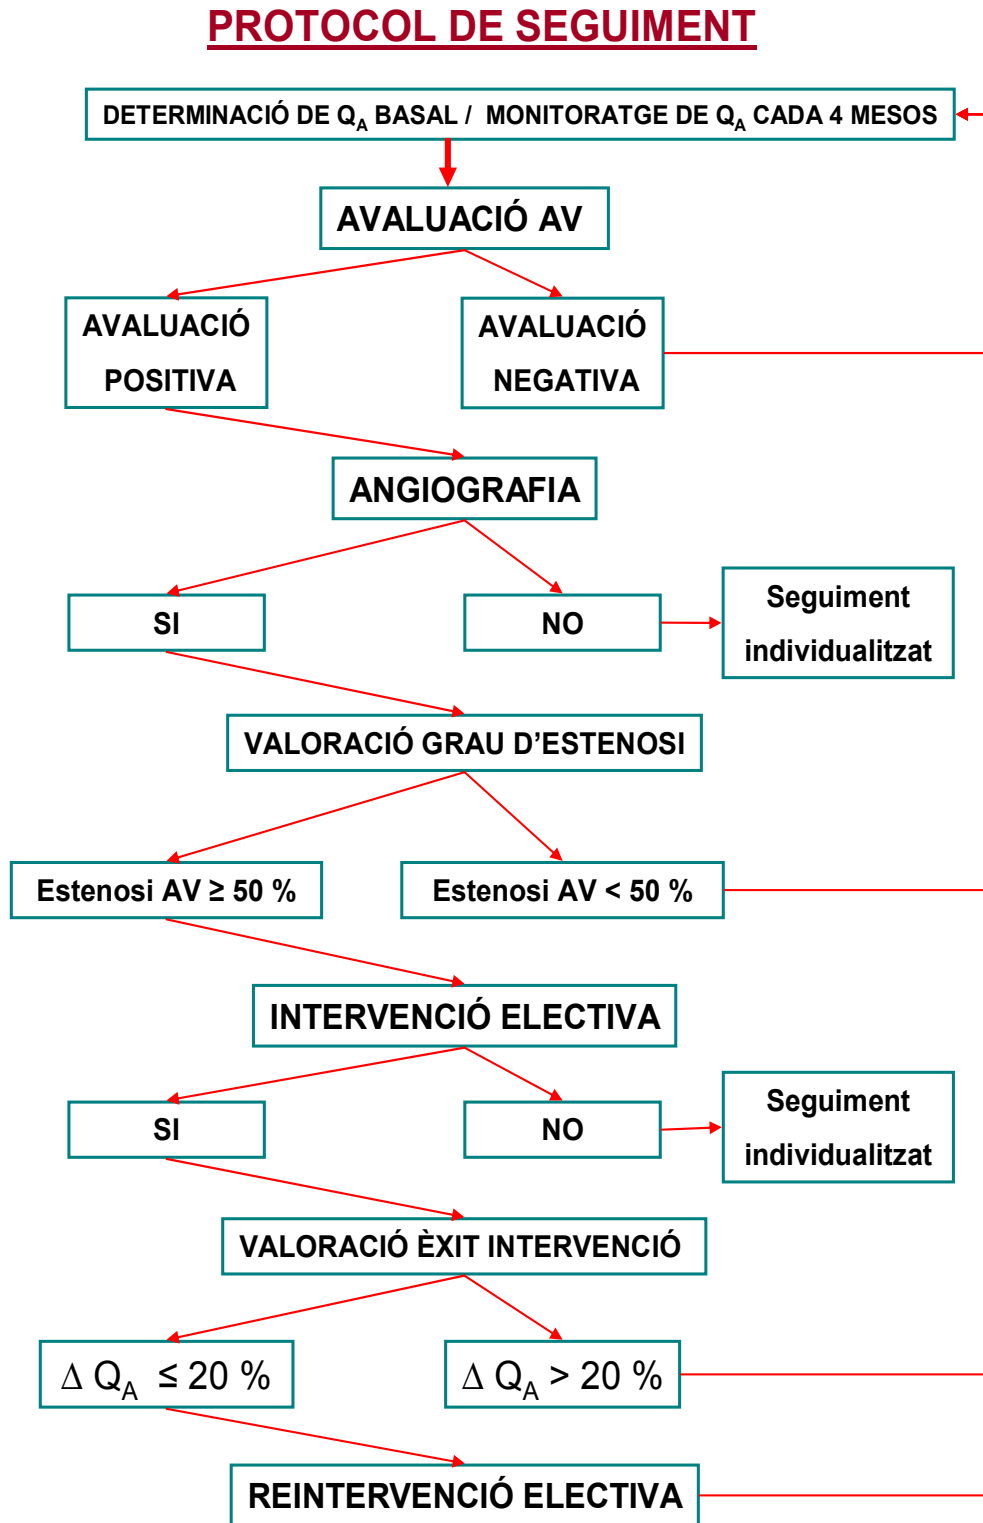 PROTOCOL DE SEGUIMENT
DETERMINACIÓ DE QA BASAL / MONITORATGE DE QA CADA 4 MESOS
AVALUACIÓ AV
AVALUACIÓ
POSITIVA
AVALUACIÓ
NEGATIVA
ANGIOGRAFIA
SI
NO
Seguiment
individualitzat
VALORACIÓ GRAU D'ESTENOSI
Estenosi AV ≥ 50 %
Estenosi AV < 50 %
INTERVENCIÓ ELECTIVA
SI
NO
Seguiment
individualitzat
VALORACIÓ ÈXIT INTERVENCIÓ
Δ QA ≤ 20 %
Δ QA > 20 %
REINTERVENCIÓ ELECTIVA